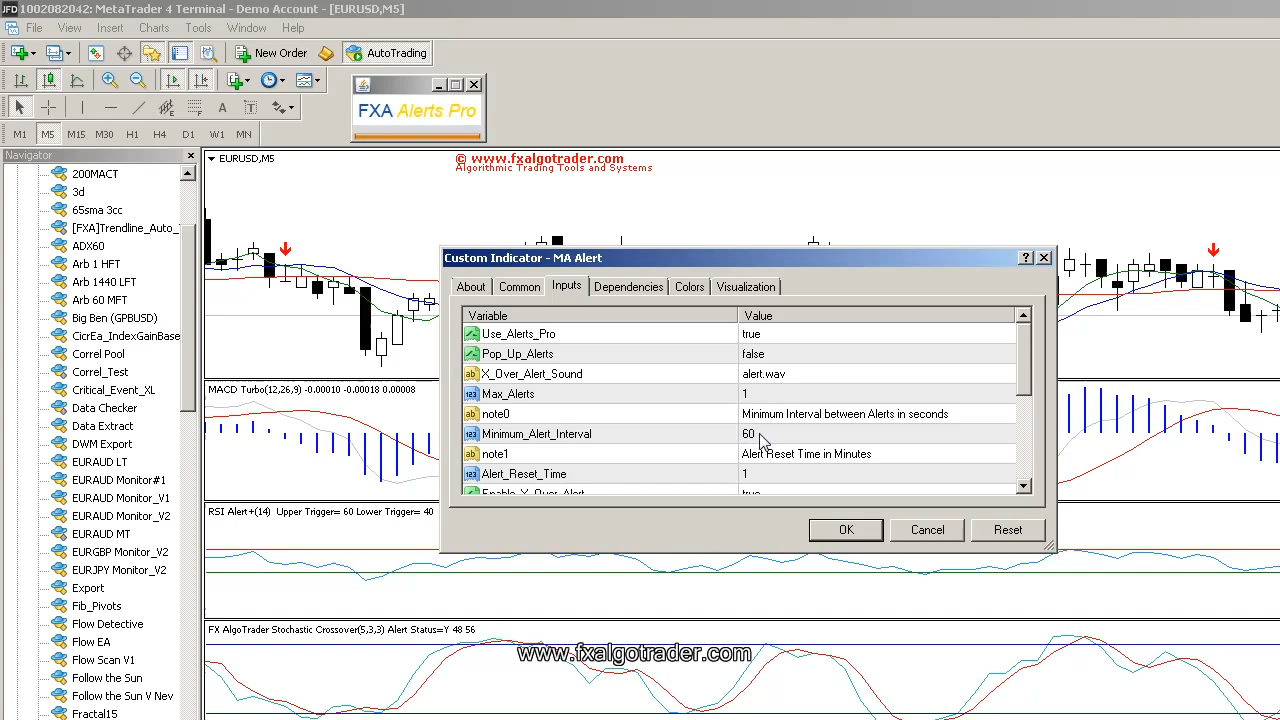 JFD 1002082042: MetaTrader 4 Terminal - Demo Account - [EURUSD,M5]
File View Insert Charts Tools Window Help
New Order AutoTrading
FXA Alerts Pro
A T
M1 M5 M15 M30 H1 H4 D1 W1 MN
Navigator
200MACT
3d
65sma 3cc
[FXA]Trendline_Auto_
ADX60
Arb 1 HFT
Arb 1440 LFT
Arb 60 MFT
Big Ben (GPBUSD)
CicrEa_IndexGainBase
Correl Pool
Correl_Test
Critical_Event_XL
Data Checker
Data Extract
DWM Export
EURAUD LT
EURAUD Monitor#1
EURAUD Monitor_V1
EURAUD Monitor_V2
EURAUD MT
EURGBP Monitor_V2
EURJPY Monitor_V2
Export
Fib_Pivots
Flow Detective
Flow EA
Flow Scan V1
Follow the Sun
Follow the Sun V Nev
Fractal15
EURUSD,M5
© www.fxalgotrader.com
Algorithmic Trading Tools and Systems
Custom Indicator - MA Alert
About Common Inputs Dependencies Colors Visualization
Variable Value
Use_Alerts_Pro true
Pop_Up_Alerts false
ab X_Over_Alert_Sound alert.wav
123 Max_Alerts 1
ab note0 Minimum Interval between Alerts in seconds
123 Minimum_Alert_Interval 60
ab note1 Alert Reset Time in Minutes
123 Alert_Reset_Time 1
Enable_X_Over_Alert true
OK Cancel Reset
MACD Turbo(12,26,9) -0.00010 -0.00018 0.00008
RSI Alert+(14) Upper Trigger= 60 Lower Trigger= 40
FX AlgoTrader Stochastic Crossover(5,3,3) Alert Status=Y 48 56
www.fxalgotrader.com